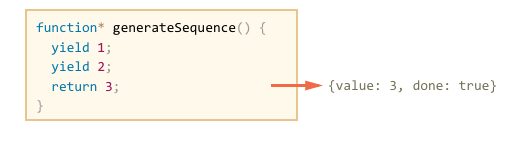 function* generateSequence() {
  yield 1;
  yield 2;
  return 3;
}
{value: 3, done: true}